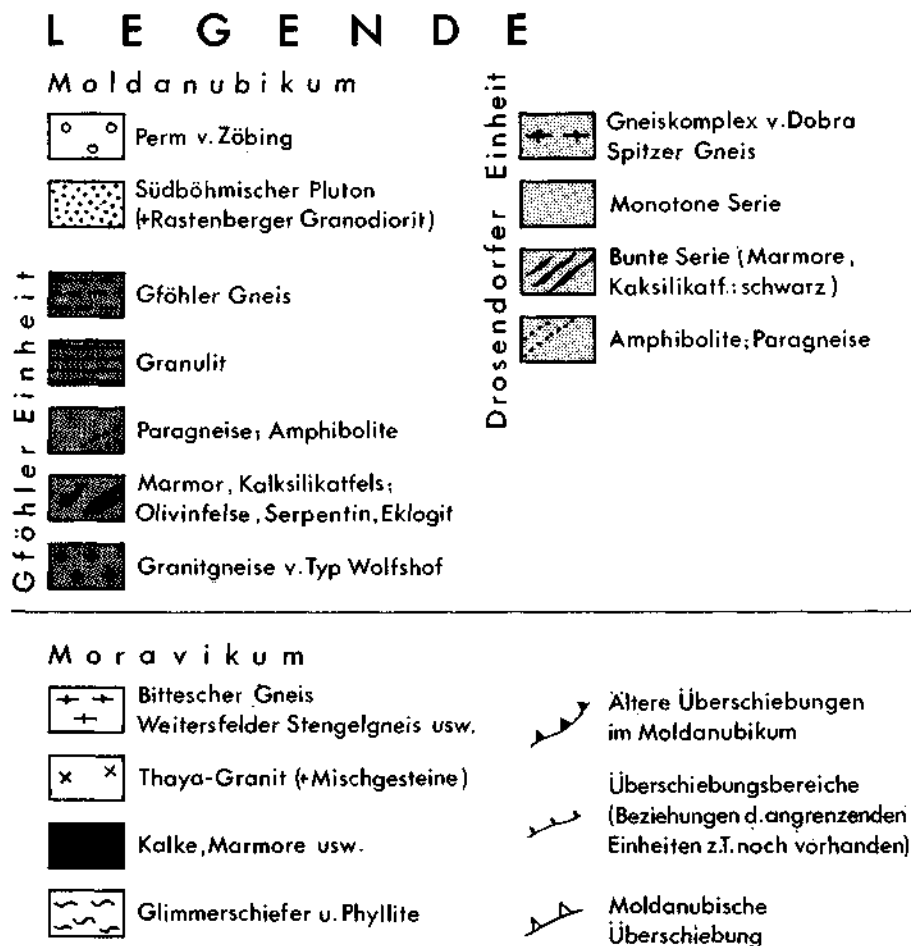 LEGENDE
Moldanubikum
Perm v. Zöbing
Südböhmischer Pluton
(+Rastenberger Granodiorit)
Gföhler Einheit
Gföhler Gneis
Granulit
Paragneise; Amphibolite
Marmor, Kalksilikatfels;
Olivinfelse, Serpentin, Eklogit
Granitgneise v. Typ Wolfshof
Drosendorfer Einheit
Gneiskomplex v. Dobra
Spitzer Gneis
Monotone Serie
Bunte Serie (Marmore,
Kaksilikatf.: schwarz)
Amphibolite; Paragneise
Moravikum
Bittescher Gneis
Weitersfelder Stengelgneis usw.
Thaya-Granit (+Mischgesteine)
Kalke, Marmore usw.
Glimmerschiefer u. Phyllite
Ältere Überschiebungen
im Moldanubikum
Überschiebungsbereiche
(Beziehungen d. angrenzenden
Einheiten z.T. noch vorhanden)
Moldanubische
Überschiebung